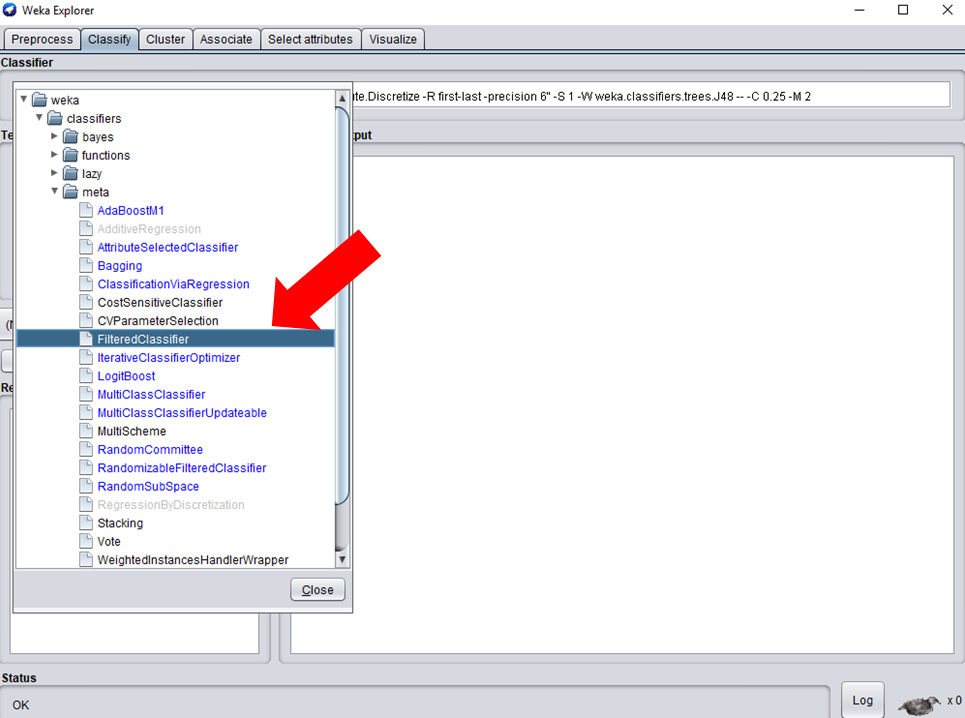 Weka Explorer
Preprocess Classify Cluster Associate Select attributes Visualize
Classifier
ute.Discretize -R first-last -precision 6" -S 1 -W weka.classifiers.trees.J48 -- -C 0.25 -M 2
weka
classifiers
Te
put
bayes
functions
lazy
meta
AdaBoostM1
AdditiveRegression
AttributeSelectedClassifier
Bagging
ClassificationViaRegression
CostSensitiveClassifier
CVParameterSelection
FilteredClassifier
IterativeClassifierOptimizer
LogitBoost
Re
MultiClassClassifier
MultiClassClassifierUpdateable
MultiScheme
RandomCommittee
RandomizableFilteredClassifier
RandomSubSpace
RegressionByDiscretization
Stacking
Vote
WeightedInstancesHandlerWrapper
Close
Status
OK
Log
x 0